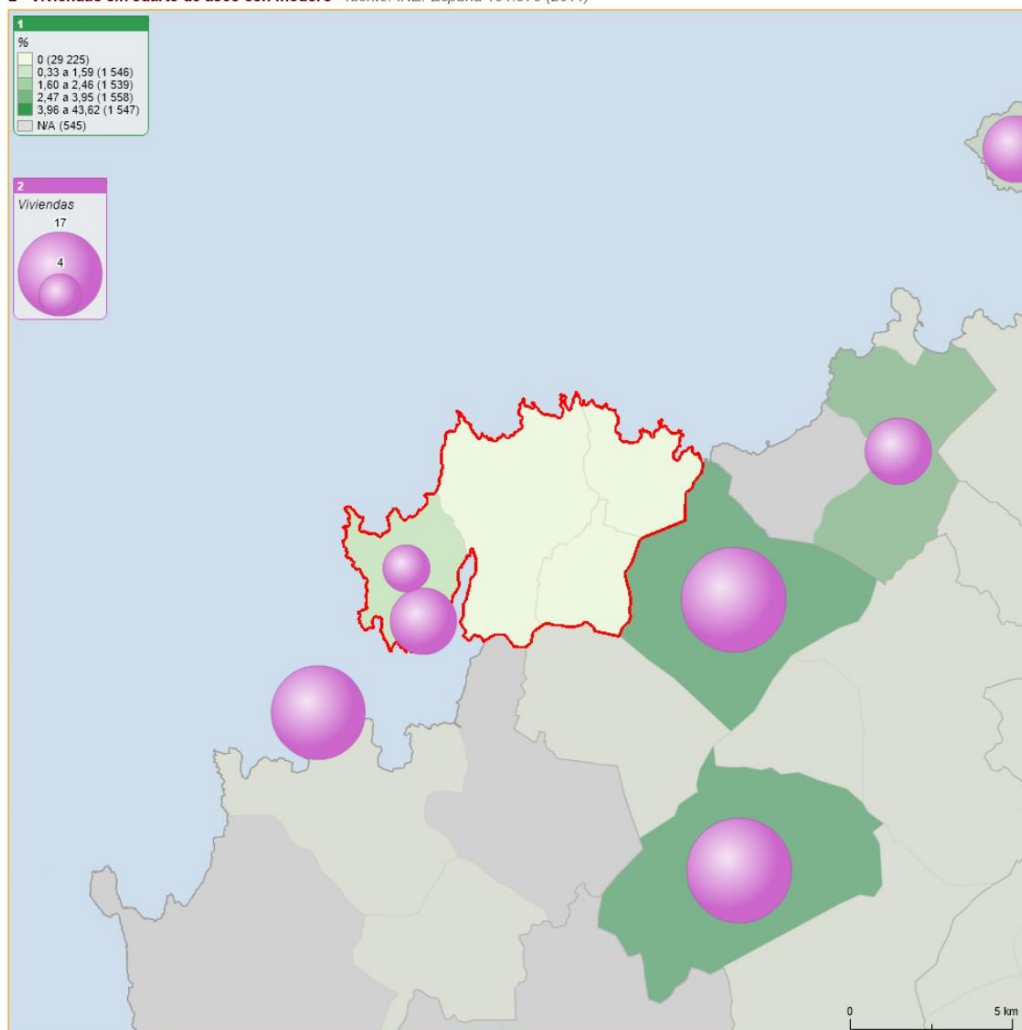 1
%
0 (29 225)
0,33 a 1,59 (1 546)
1,60 a 2,46 (1 539)
2,47 a 3,95 (1 558)
3,96 a 43,62 (1 547)
N/A (545)
2
Viviendas
17
4
0 5 km